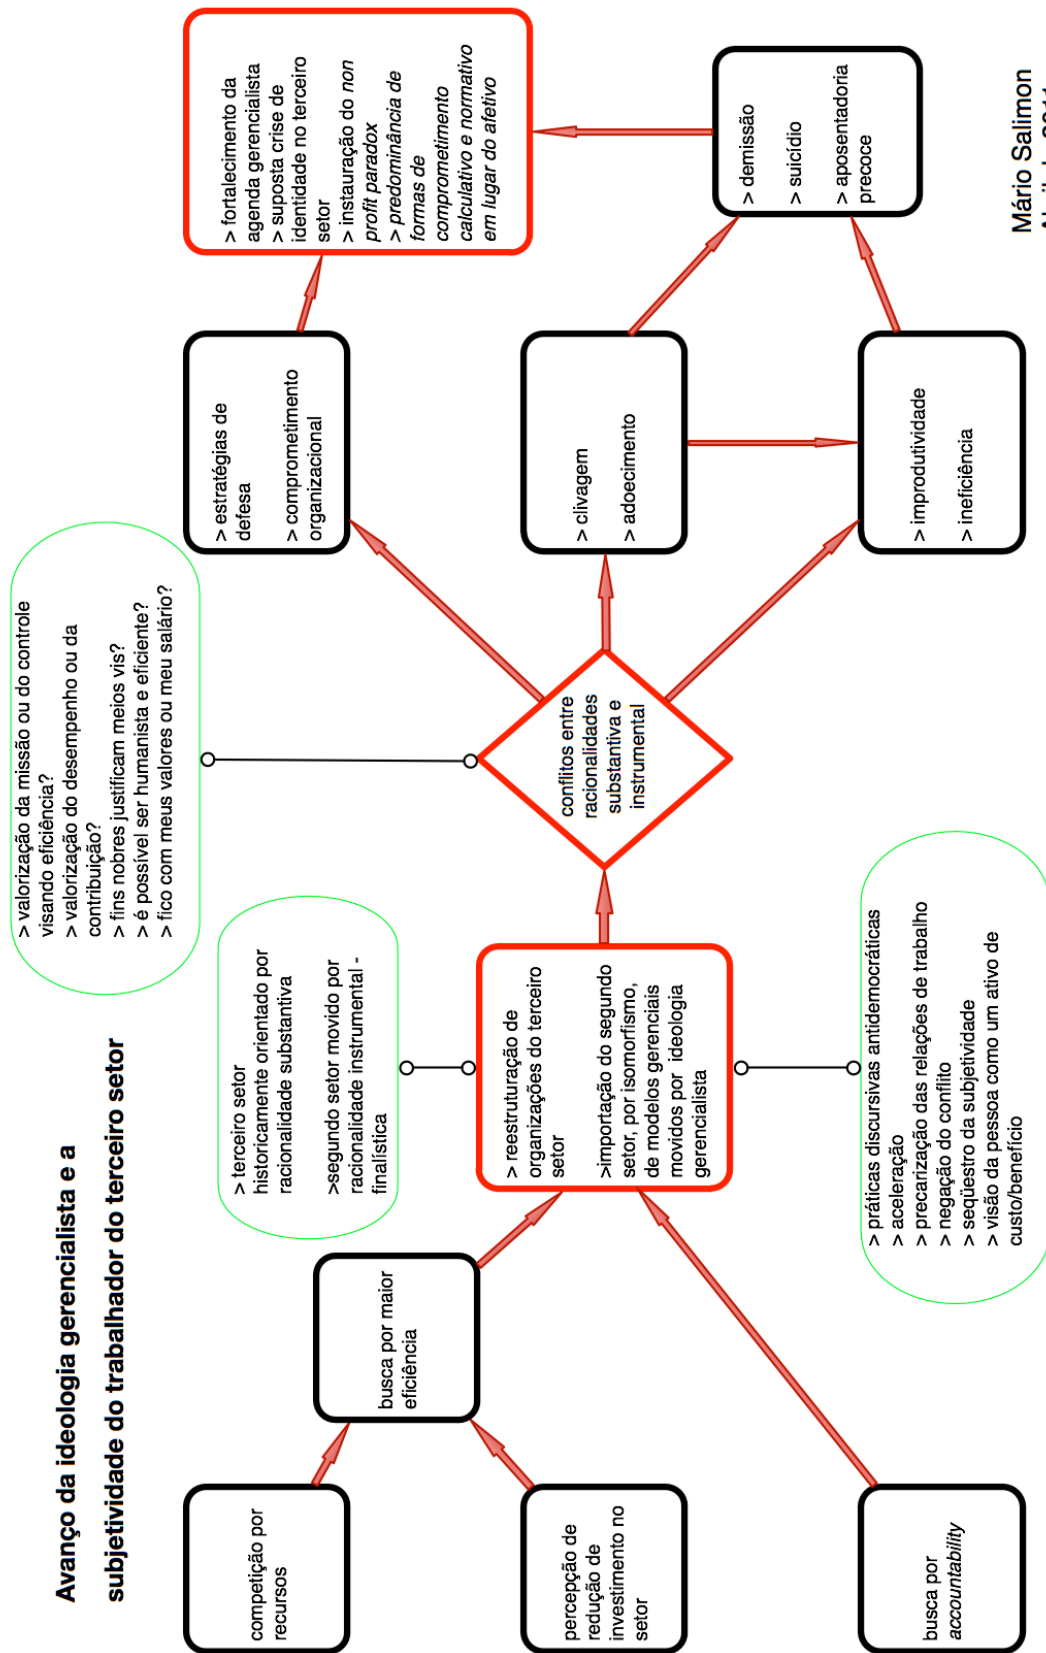 Avanço da ideologia gerencialista e a
subjetividade do trabalhador do terceiro setor
competição por
recursos
percepção de
redução de
investimento no
setor
busca por
accountability
busca por maior
eficiência
> terceiro setor
historicamente orientado por
racionalidade substantiva
>segundo setor movido por
racionalidade instrumental -
finalística
> reestruturação de
organizações do terceiro
setor
>importação do segundo
setor, por isomorfismo,
de modelos gerenciais
movidos por ideologia
gerencialista
> práticas discursivas antidemocráticas
> aceleração
> precarização das relações de trabalho
> negação do conflito
> seqüestro da subjetividade
> visão da pessoa como um ativo de
custo/benefício
> valorização da missão ou do controle
visando eficiência?
> valorização do desempenho ou da
contribuição?
> fins nobres justificam meios vis?
> é possível ser humanista e eficiente?
> fico com meus valores ou meu salário?
conflitos entre
racionalidades
substantiva e
instrumental
> estratégias de
defesa
> comprometimento
organizacional
> clivagem
> adoecimento
> improdutividade
> ineficiência
> fortalecimento da
agenda gerencialista
> suposta crise de
identidade no terceiro
setor
> instauração do non
profit paradox
> predominância de
formas de
comprometimento
calculativo e normativo
em lugar do afetivo
> demissão
> suicídio
> aposentadoria
precoce
Mário Salimon